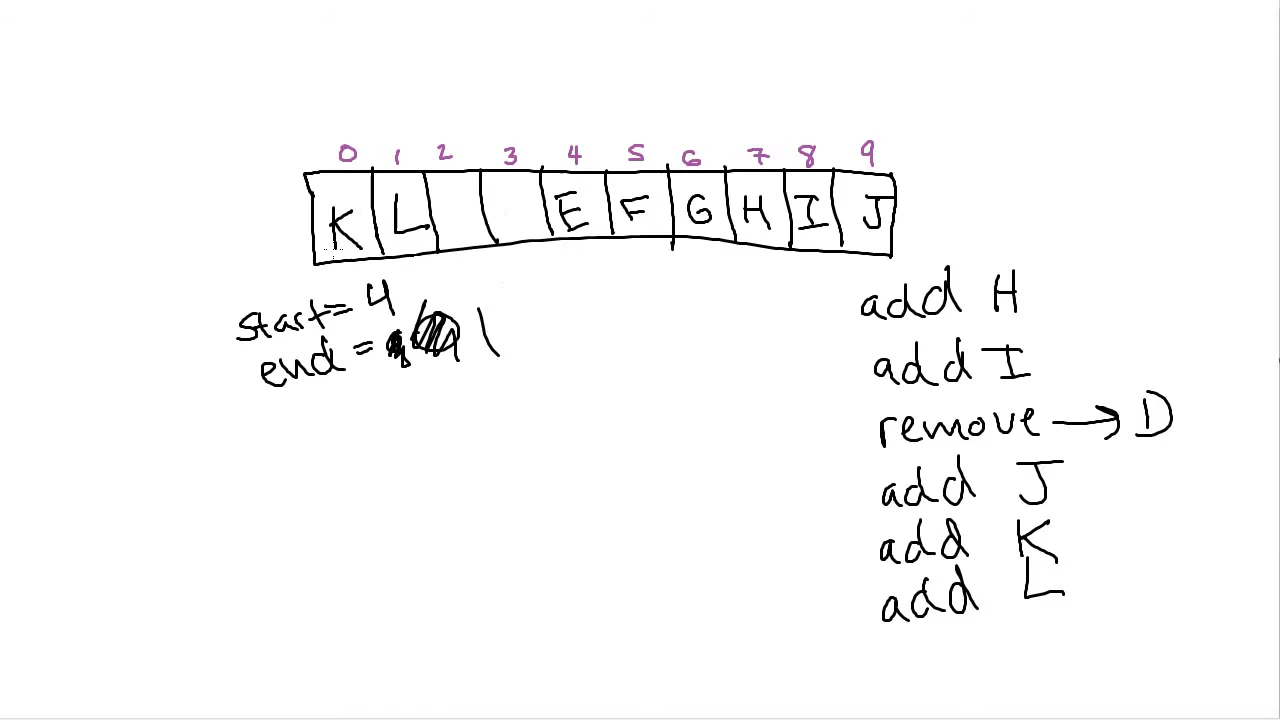 0 1 2 3 4 5 6 7 8 9
K L E F G H I J
start = 4
end = 1
add H
add I
remove → D
add J
add K
add L